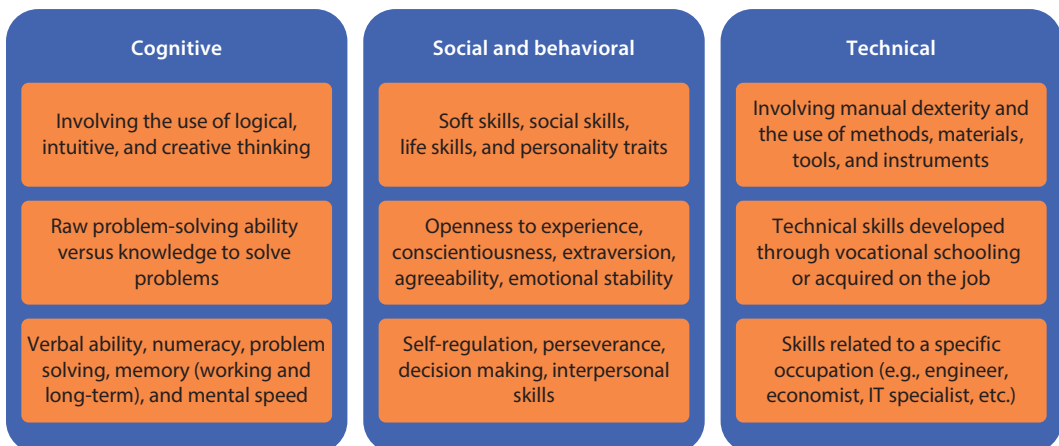 Cognitive
Involving the use of logical,
intuitive, and creative thinking
Raw problem-solving ability
versus knowledge to solve
problems
Verbal ability, numeracy, problem
solving, memory (working and
long-term), and mental speed
Social and behavioral
Soft skills, social skills,
life skills, and personality traits
Openness to experience,
conscientiousness, extraversion,
agreeability, emotional stability
Self-regulation, perseverance,
decision making, interpersonal
skills
Technical
Involving manual dexterity and
the use of methods, materials,
tools, and instruments
Technical skills developed
through vocational schooling
or acquired on the job
Skills related to a specific
occupation (e.g., engineer,
economist, IT specialist, etc.)